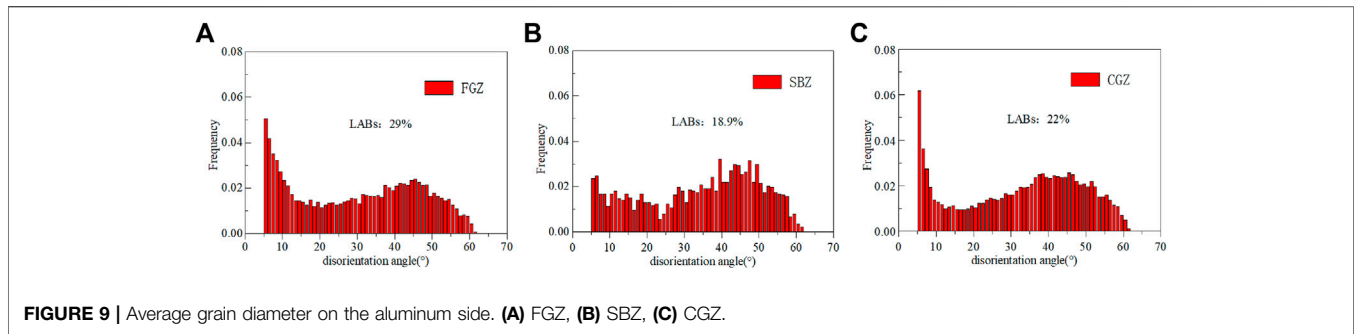 A
0.08
0.06
0.04
0.02
0.00
Frequency
FGZ
LABs: 29%
0 10 20 30 40 50 60 70
disorientation angle(°)
B
0.08
0.06
0.04
0.02
0.00
Frequency
SBZ
LABs: 18.9%
0 10 20 30 40 50 60 70
disorientation angle(°)
C
0.08
0.06
0.04
0.02
0.00
Frequency
CGZ
LABs: 22%
0 10 20 30 40 50 60 70
disorientation angle(°)
FIGURE 9 | Average grain diameter on the aluminum side. (A) FGZ, (B) SBZ, (C) CGZ.